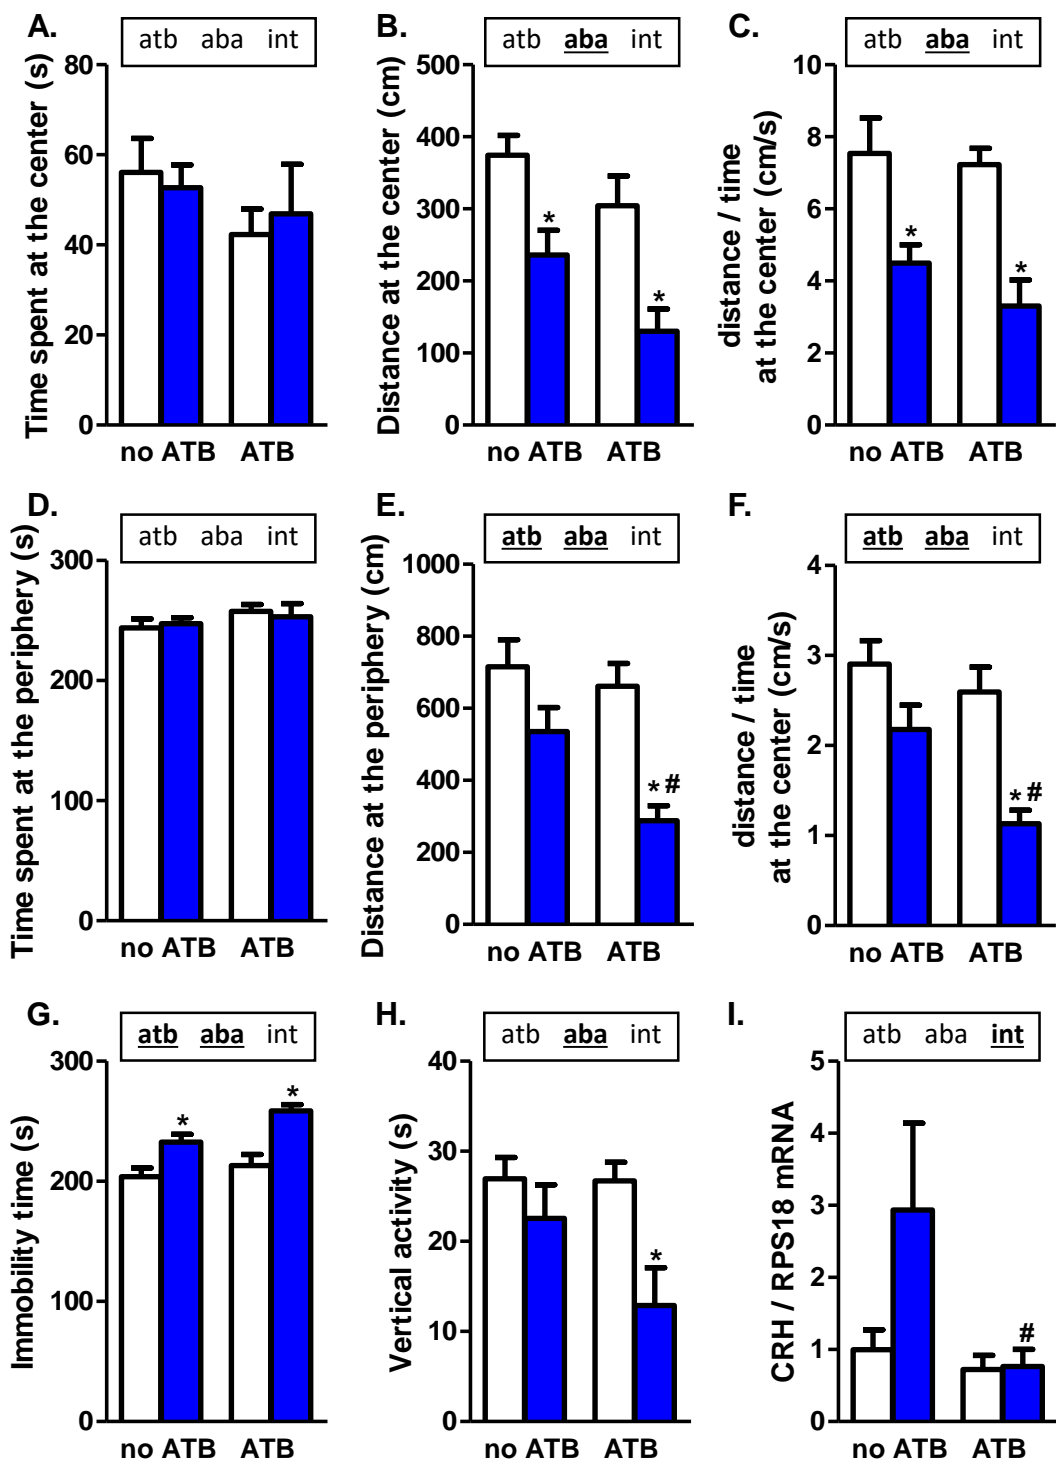 A.
atb aba int
Time spent at the center (s)
80
60
40
20
0
no ATB ATB
B.
atb aba int
Distance at the center (cm)
500
400
300
200
100
0
*
*
no ATB ATB
C.
atb aba int
distance / time
at the center (cm/s)
10
8
6
4
2
0
*
*
no ATB ATB
D.
atb aba int
Time spent at the periphery (s)
300
200
100
0
no ATB ATB
E.
atb aba int
Distance at the periphery (cm)
1000
800
600
400
200
0
* #
no ATB ATB
F.
atb aba int
distance / time
at the center (cm/s)
4
3
2
1
0
* #
no ATB ATB
G.
atb aba int
Immobility time (s)
300
200
100
0
*
*
no ATB ATB
H.
atb aba int
Vertical activity (s)
40
30
20
10
0
*
no ATB ATB
I.
atb aba int
CRH / RPS18 mRNA
5
4
3
2
1
0
#
no ATB ATB